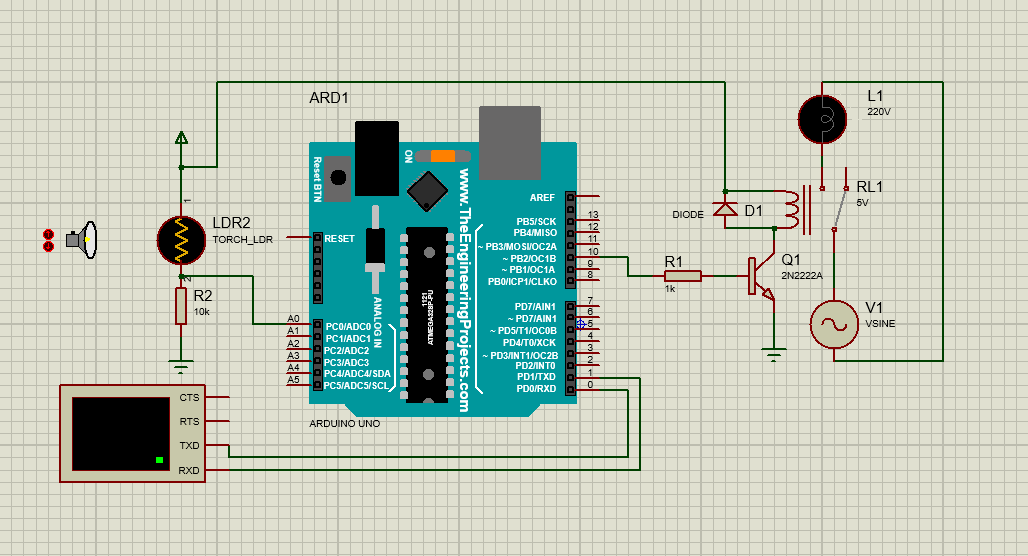 ARD1
L1
220V
RL1
5V
LDR2
TORCH_LDR
1
2
R2
10k
Reset BTN
ON
www.TheEngineeringProjects.com
RESET
ANALOG IN
ATMEGA328P-PU
1121
A0
A1
A2
A3
A4
A5
PC0/ADC0
PC1/ADC1
PC2/ADC2
PC3/ADC3
PC4/ADC4/SDA
PC5/ADC5/SCL
AREF
PB5/SCK
PB4/MISO
~ PB3/MOSI/OC2A
~ PB2/OC1B
~ PB1/OC1A
PB0/ICP1/CLKO
13
12
11
10
9
8
PD7/AIN1
~ PD7/AIN1
~ PD5/T1/OC0B
PD4/T0/XCK
~ PD3/INT1/OC2B
PD2/INT0
PD1/TXD
PD0/RXD
7
6
5
4
3
2
1
0
ARDUINO UNO
DIODE
D1
R1
1k
Q1
2N2222A
V1
VSINE
CTS
RTS
TXD
RXD